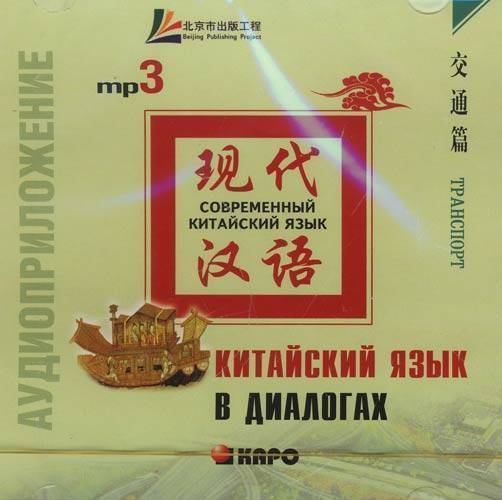 北京市出版工程
Beijing Publishing Project
mp3
АУДИОПРИЛОЖЕНИЕ
交通篇
ТРАНСПОРТ
现代
СОВРЕМЕННЫЙ
КИТАЙСКИЙ ЯЗЫК
汉语
КИТАЙСКИЙ ЯЗЫК
В ДИАЛОГАХ
КАРО